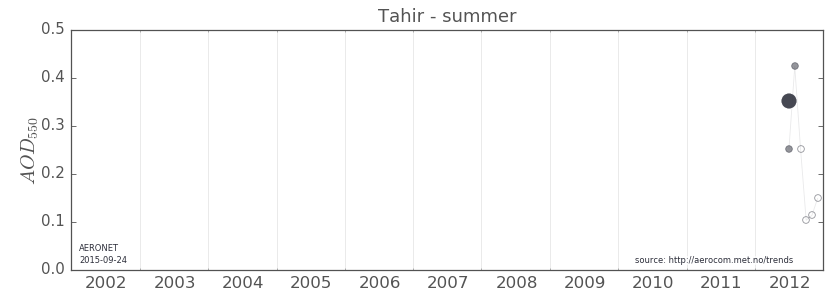 Tahir - summer
0.5
0.4
0.3
0.2
0.1
0.0
AOD550
AERONET
2015-09-24
source: http://aerocom.met.no/trends
2002 2003 2004 2005 2006 2007 2008 2009 2010 2011 2012